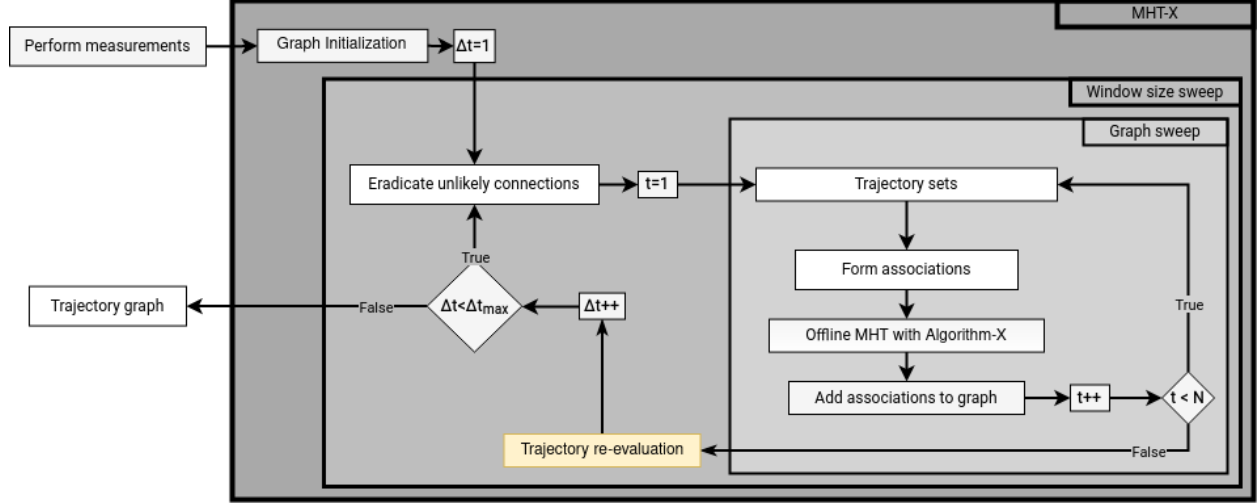 MHT-X
Perform measurements
Graph Initialization
Δt=1
Window size sweep
Graph sweep
Eradicate unlikely connections
t=1
Trajectory sets
True
Form associations
Trajectory graph
False
Δt<Δtmax
Δt++
True
Offline MHT with Algorithm-X
Add associations to graph
t++
t < N
Trajectory re-evaluation
False